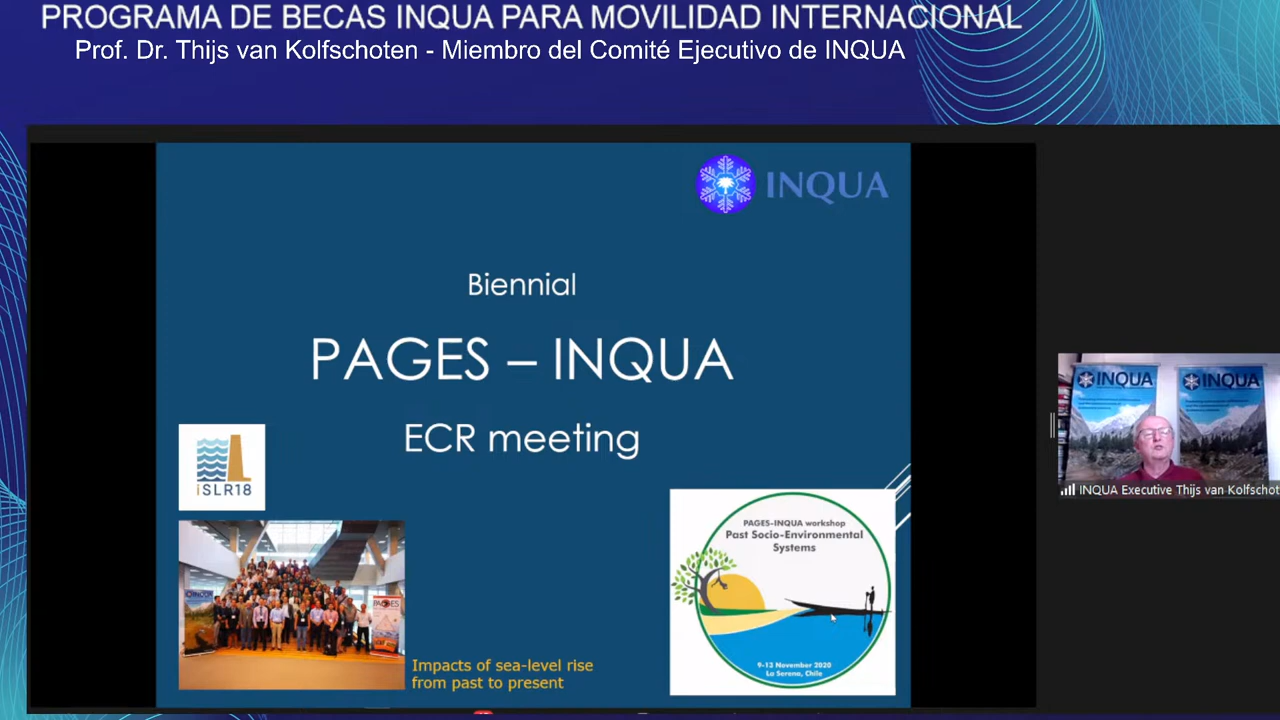 PROGRAMA DE BECAS INQUA PARA MOVILIDAD INTERNACIONAL
Prof. Dr. Thijs van Kolfschoten - Miembro del Comité Ejecutivo de INQUA
INQUA
Biennial
PAGES – INQUA
ECR meeting
iSLR18
INQUA
PAGES
Impacts of sea-level rise
from past to present
PAGES-INQUA workshop
Past Socio-Environmental
Systems
9-13 November 2020
La Serena, Chile
INQUA
INQUA
INQUA Executive Thijs van Kolfschot